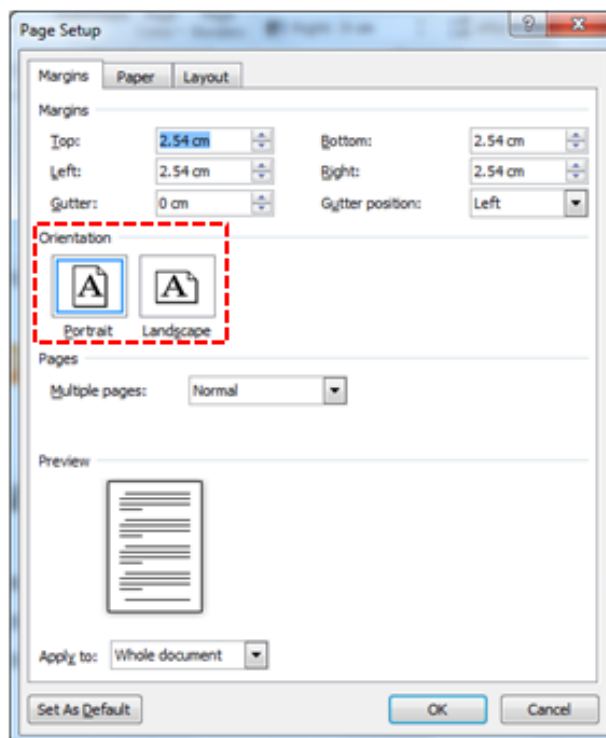 Page Setup
Margins Paper Layout
Margins
Top: 2.54 cm Bottom: 2.54 cm
Left: 2.54 cm Right: 2.54 cm
Gutter: 0 cm Gutter position: Left
Orientation
A A
Portrait Landscape
Pages
Multiple pages: Normal
Preview
Apply to: Whole document
Set As Default OK Cancel